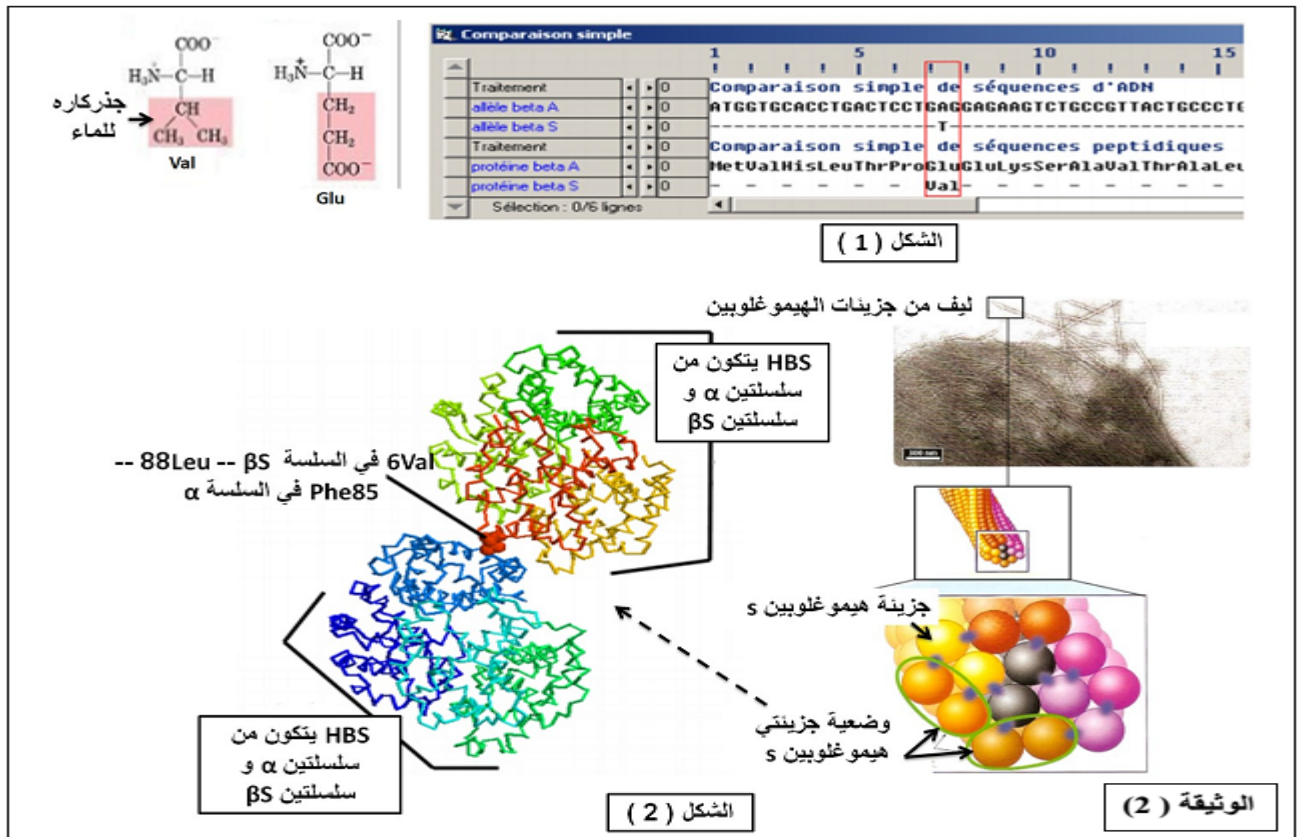 COO⁻
H₃N⁺–C–H
CH
CH₃ CH₃
Val
جذركاره
للماء
COO⁻
H₃N⁺–C–H
CH₂
CH₂
COO⁻
Glu
Comparaison simple
1 5 10 15
Traitement 0 Comparaison simple de séquences d'ADN
allèle beta A 0 ATGGTGCACCTGACTCCTGAGGAGAAGTCTGCCGTTACTGCCCTG
allèle beta S 0 -------------------T-------------------------
Traitement 0 Comparaison simple de séquences peptidiques
protéine beta A 0 MetValHisLeuThrProGluGluLysSerAlaValThrAlaLeu
protéine beta S 0 - - - - - - Val - - - - - - - -
Sélection : 0/6 lignes
الشكل ( 1 )
ليف من جزيئات الهيموغلوبين
300 nm
HBS يتكون من
سلسلتين α و
سلسلتين βS
6Val في السلسة βS -- 88Leu --
Phe85 في السلسة α
جزيئة هيموغلوبين s
وضعية جزيئتي
هيموغلوبين s
HBS يتكون من
سلسلتين α و
سلسلتين βS
الشكل ( 2 )
الوثيقة ( 2 )